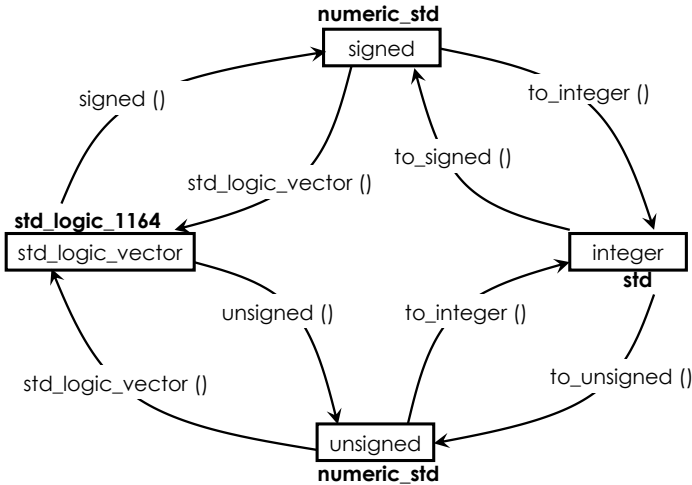 numeric_std
signed
signed ()
to_integer ()
to_signed ()
std_logic_vector ()
std_logic_1164
std_logic_vector
integer
std
unsigned ()
to_integer ()
std_logic_vector ()
to_unsigned ()
unsigned
numeric_std